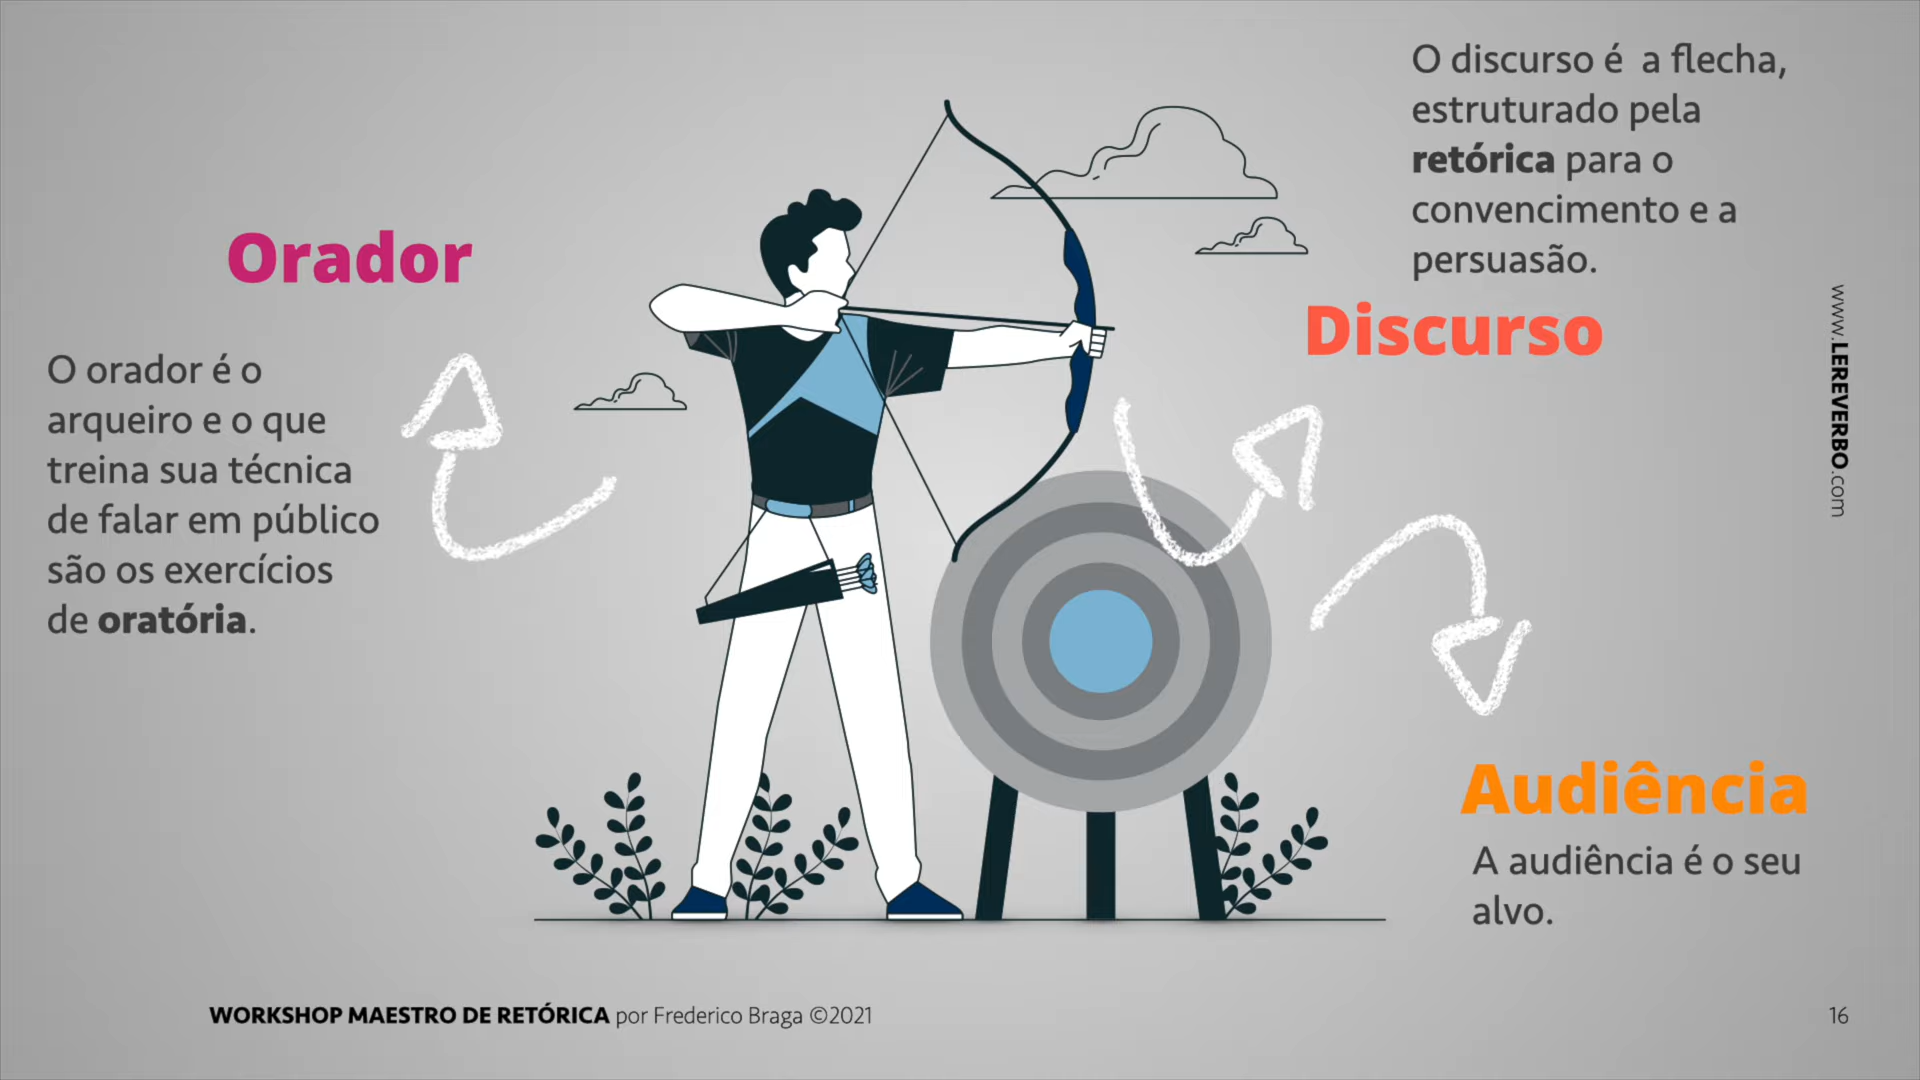 Orador
O orador é o
arqueiro e o que
treina sua técnica
de falar em público
são os exercícios
de oratória.
O discurso é  a flecha,
estruturado pela
retórica para o
convencimento e a
persuasão.
Discurso
www.LEREVERBO.com
Audiência
A audiência é o seu
alvo.
WORKSHOP MAESTRO DE RETÓRICA por Frederico Braga ©2021
16